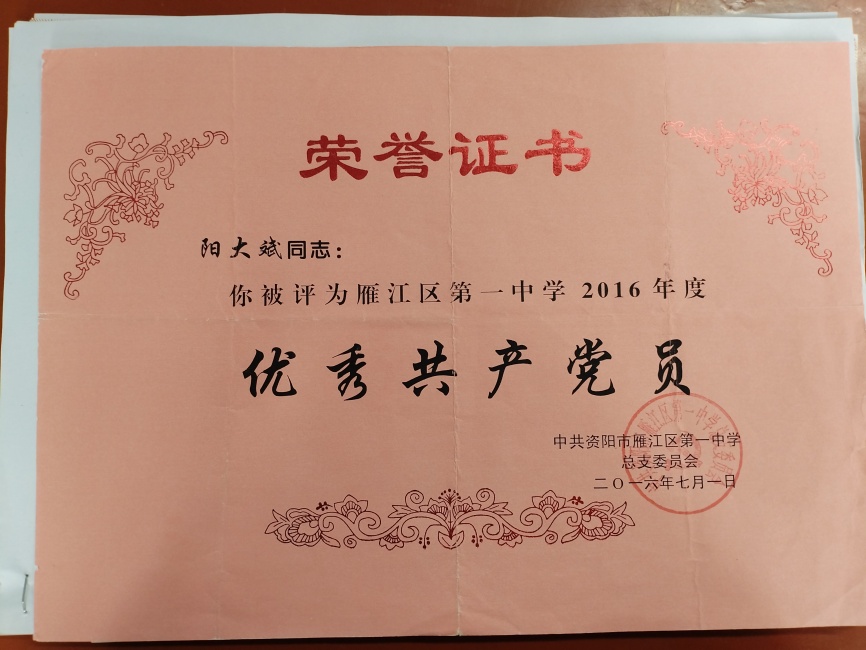 荣誉证书
阳大斌同志：
你被评为雁江区第一中学 2016 年度
优秀共产党员
中共资阳市雁江区第一中学
总支委员会
二〇一六年七月一日